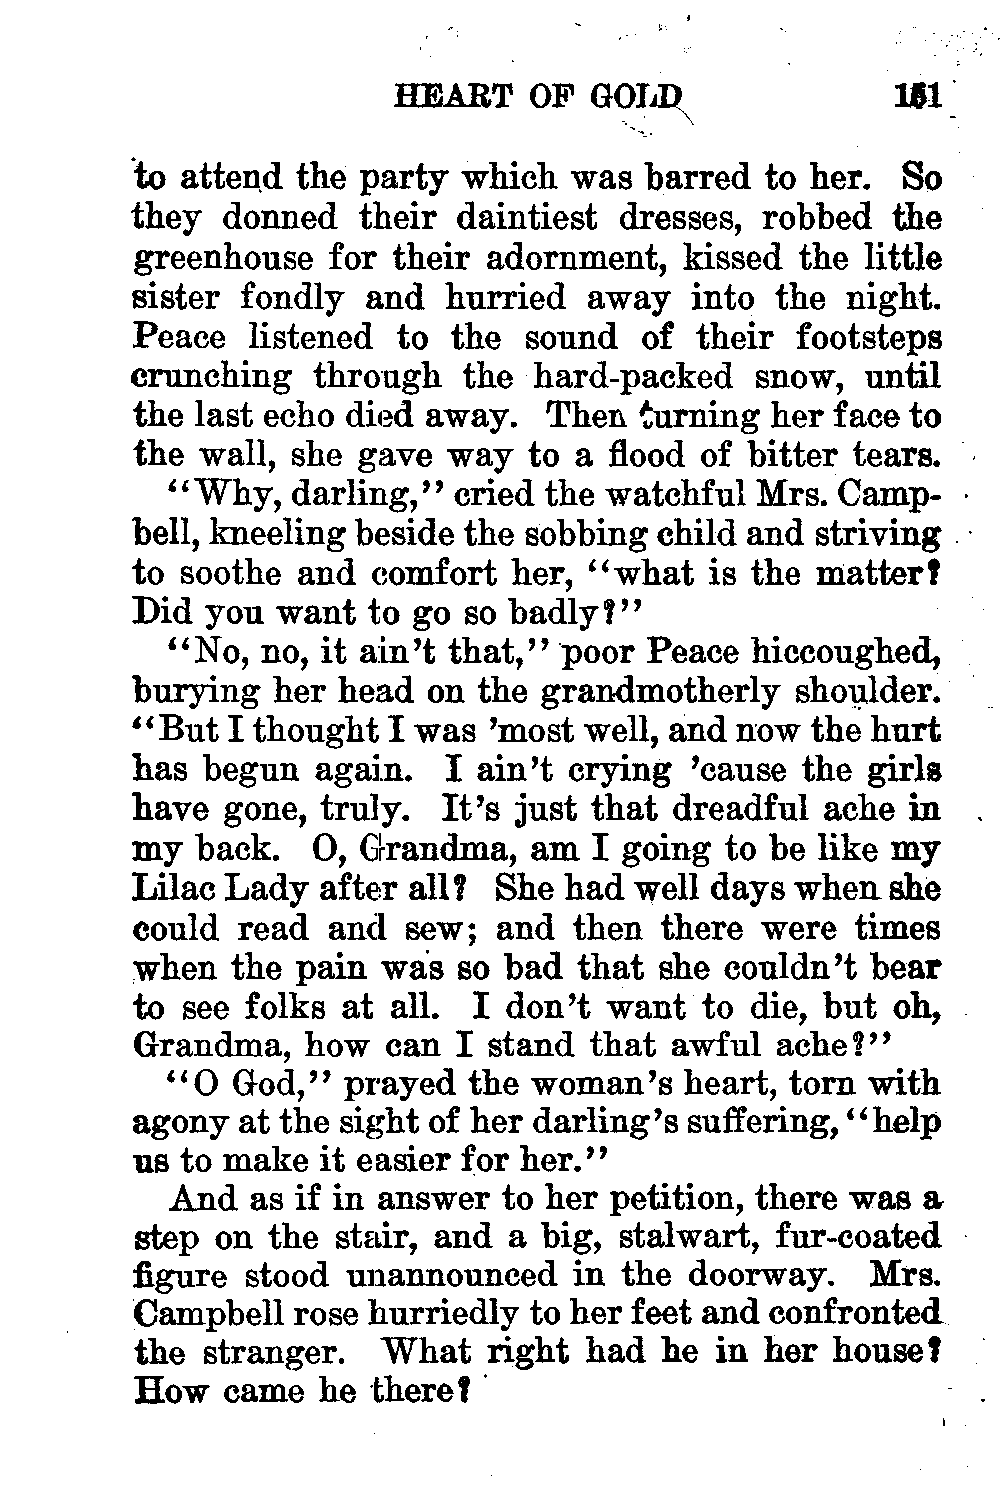 HEART OF GOLD 151
to attend the party which was barred to her. So
they donned their daintiest dresses, robbed the
greenhouse for their adornment, kissed the little
sister fondly and hurried away into the night.
Peace listened to the sound of their footsteps
crunching through the hard-packed snow, until
the last echo died away. Then turning her face to
the wall, she gave way to a flood of bitter tears.
"Why, darling," cried the watchful Mrs. Camp-
bell, kneeling beside the sobbing child and striving
to soothe and comfort her, "what is the matter?
Did you want to go so badly?"
"No, no, it ain't that," poor Peace hiccoughed,
burying her head on the grandmotherly shoulder.
"But I thought I was 'most well, and now the hurt
has begun again. I ain't crying 'cause the girls
have gone, truly. It's just that dreadful ache in
my back. O, Grandma, am I going to be like my
Lilac Lady after all? She had well days when she
could read and sew; and then there were times
when the pain was so bad that she couldn't bear
to see folks at all. I don't want to die, but oh,
Grandma, how can I stand that awful ache?"
"O God," prayed the woman's heart, torn with
agony at the sight of her darling's suffering, "help
us to make it easier for her."
And as if in answer to her petition, there was a
step on the stair, and a big, stalwart, fur-coated
figure stood unannounced in the doorway. Mrs.
Campbell rose hurriedly to her feet and confronted
the stranger. What right had he in her house?
How came he there?